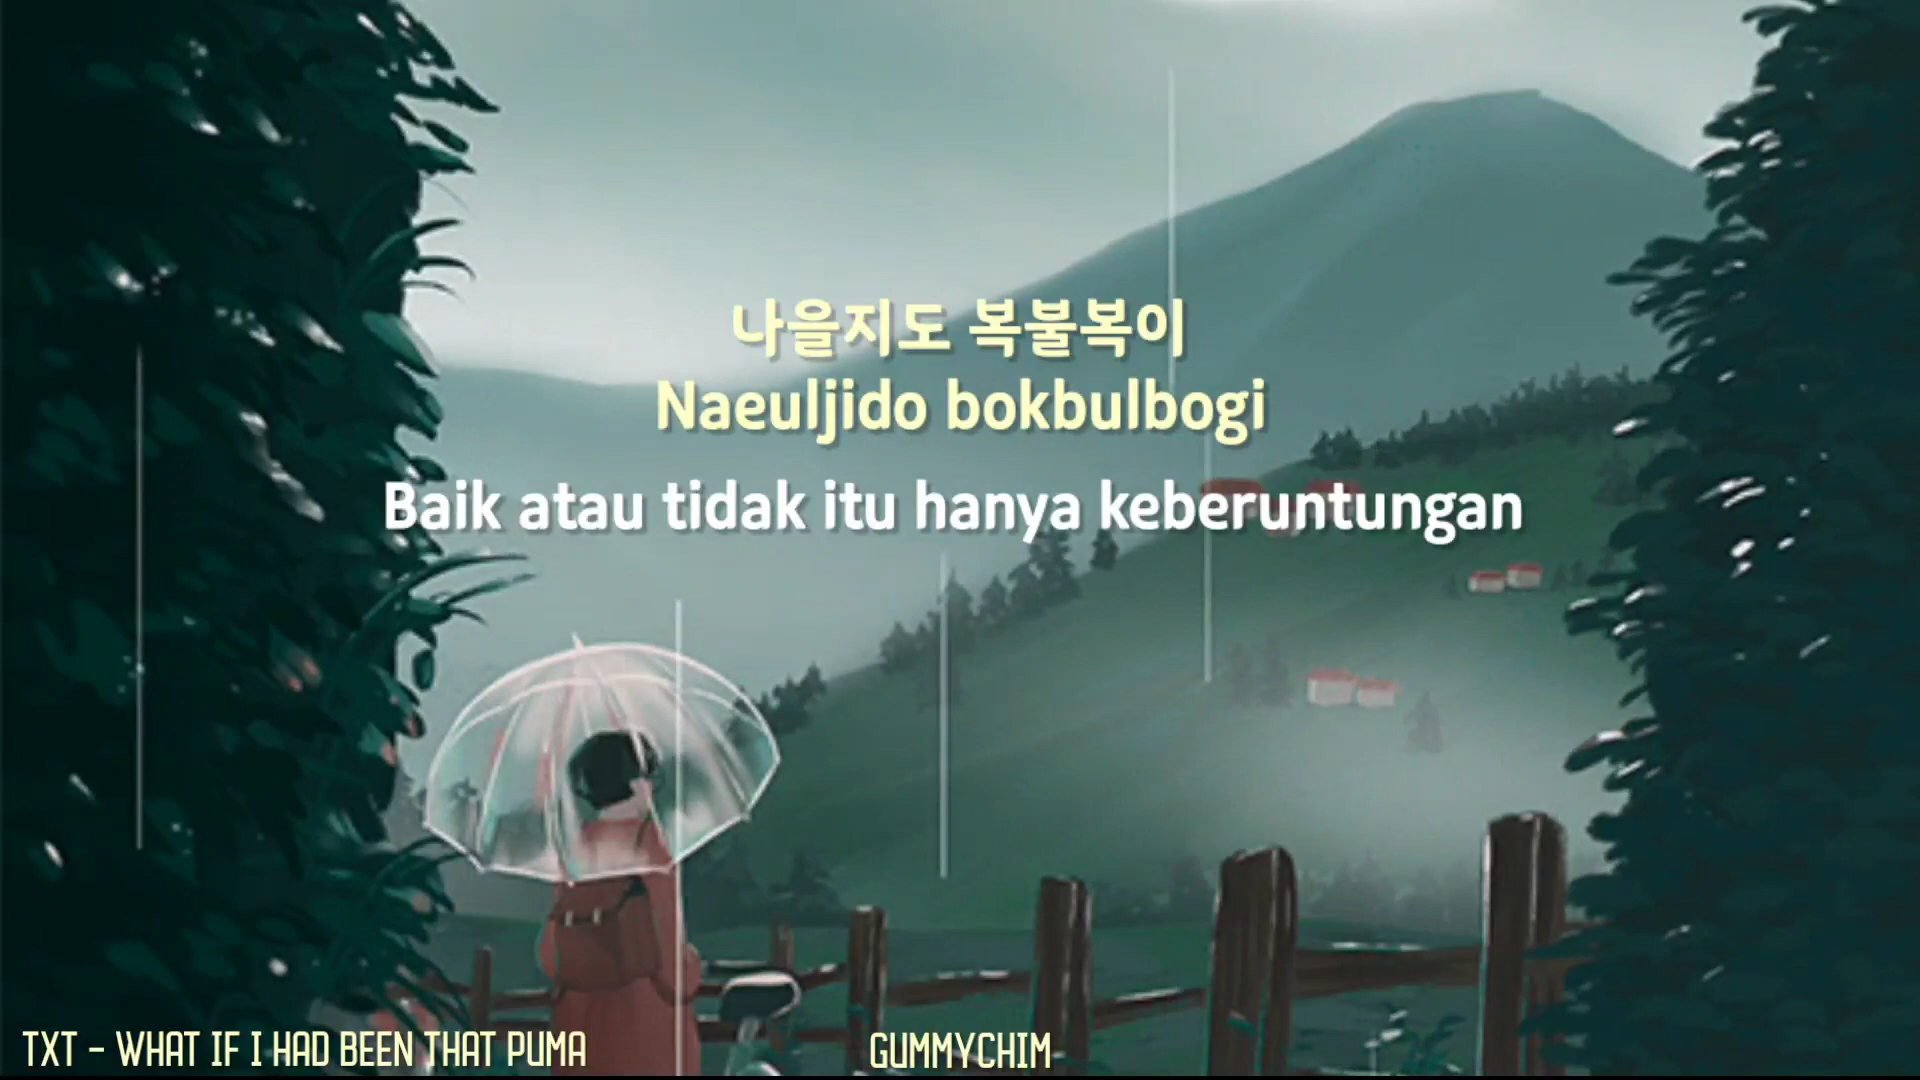 나을지도 복불복이
Naeuljido bokbulbogi
Baik atau tidak itu hanya keberuntungan
TXT - WHAT IF I HAD BEEN THAT PUMA
GUMMYCHIM